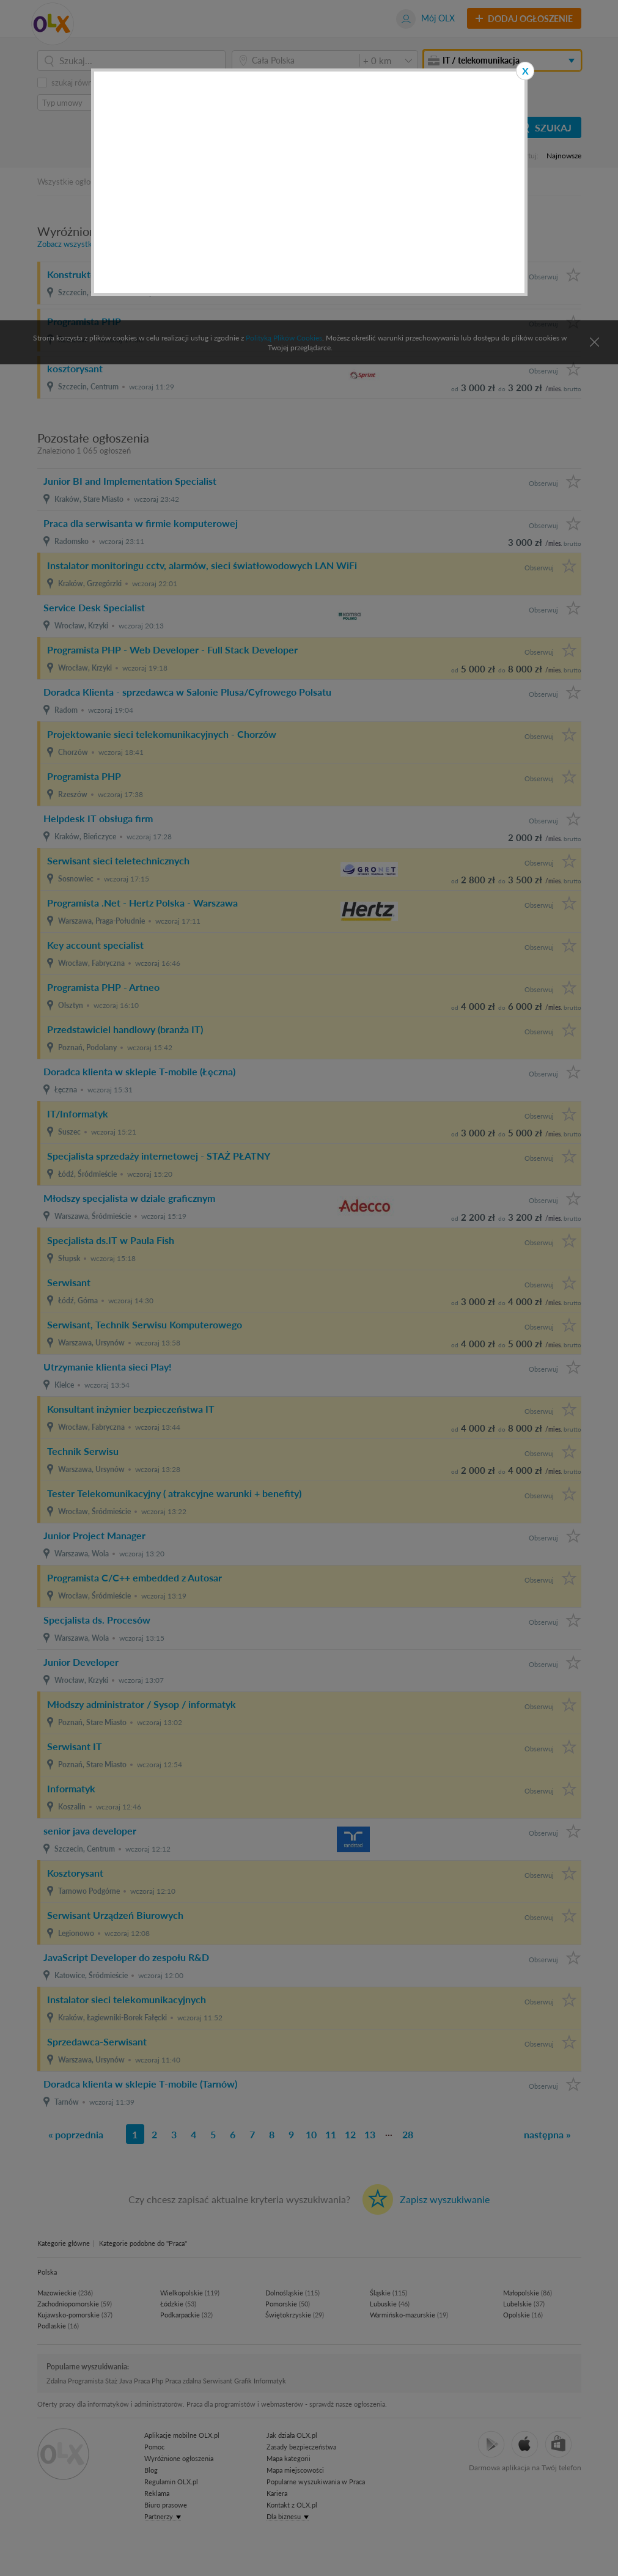 OLX
Mój OLX
+ DODAJ OGŁOSZENIE
Szukaj...
Cała Polska
+ 0 km
IT / telekomunikacja
szukaj równ
Typ umowy
X
SZUKAJ
Najnowsze
Wszystkie ogło
Wyróżnion
Zobacz wszystk
Konstrukt
Obserwuj
Szczecin,
Programista PHP
Strona korzysta z plików cookies w celu realizacji usług i zgodnie z Polityką Plików Cookies. Możesz określić warunki przechowywania lub dostępu do plików cookies w
Twojej przeglądarce.
kosztorysant
Sprint
Obserwuj
Szczecin, Centrum • wczoraj 11:29
od 3 000 zł do 3 200 zł /mies. brutto
Pozostałe ogłoszenia
Znaleziono 1 065 ogłoszeń
Junior BI and Implementation Specialist
Obserwuj
Kraków, Stare Miasto • wczoraj 23:42
Praca dla serwisanta w firmie komputerowej
Obserwuj
Radomsko • wczoraj 23:11
3 000 zł /mies. brutto
Instalator monitoringu cctv, alarmów, sieci światłowodowych LAN WiFi
Obserwuj
Kraków, Grzegórzki • wczoraj 22:01
Service Desk Specialist
Obserwuj
Wrocław, Krzyki • wczoraj 20:13
Programista PHP - Web Developer - Full Stack Developer
Obserwuj
Wrocław, Krzyki • wczoraj 19:18
od 5 000 zł do 8 000 zł /mies. brutto
Doradca Klienta - sprzedawca w Salonie Plusa/Cyfrowego Polsatu
Obserwuj
Radom • wczoraj 19:04
Projektowanie sieci telekomunikacyjnych - Chorzów
Obserwuj
Chorzów • wczoraj 18:41
Programista PHP
Obserwuj
Rzeszów • wczoraj 17:38
Helpdesk IT obsługa firm
Obserwuj
Kraków, Bieńczyce • wczoraj 17:28
2 000 zł /mies. brutto
Serwisant sieci teletechnicznych
GRONET
Obserwuj
Sosnowiec • wczoraj 17:15
od 2 800 zł do 3 500 zł /mies. brutto
Programista .Net - Hertz Polska - Warszawa
Hertz
Obserwuj
Warszawa, Praga-Południe • wczoraj 17:11
Key account specialist
Obserwuj
Wrocław, Fabryczna • wczoraj 16:46
Programista PHP - Artneo
Obserwuj
Olsztyn • wczoraj 16:10
od 4 000 zł do 6 000 zł /mies. brutto
Przedstawiciel handlowy (branża IT)
Obserwuj
Poznań, Podolany • wczoraj 15:42
Doradca klienta w sklepie T-mobile (Łęczna)
Obserwuj
Łęczna • wczoraj 15:31
IT/Informatyk
Obserwuj
Suszec • wczoraj 15:21
od 3 000 zł do 5 000 zł /mies. brutto
Specjalista sprzedaży internetowej - STAŻ PŁATNY
Obserwuj
Łódź, Śródmieście • wczoraj 15:20
Młodszy specjalista w dziale graficznym
Adecco
Obserwuj
Warszawa, Śródmieście • wczoraj 15:19
od 2 200 zł do 3 200 zł /mies. brutto
Specjalista ds.IT w Paula Fish
Obserwuj
Słupsk • wczoraj 15:18
Serwisant
Obserwuj
Łódź, Górna • wczoraj 14:30
od 3 000 zł do 4 000 zł /mies. brutto
Serwisant, Technik Serwisu Komputerowego
Obserwuj
Warszawa, Ursynów • wczoraj 13:58
od 4 000 zł do 5 000 zł /mies. brutto
Utrzymanie klienta sieci Play!
Obserwuj
Kielce • wczoraj 13:54
Konsultant inżynier bezpieczeństwa IT
Obserwuj
Wrocław, Fabryczna • wczoraj 13:44
od 4 000 zł do 8 000 zł /mies. brutto
Technik Serwisu
Obserwuj
Warszawa, Ursynów • wczoraj 13:28
od 2 000 zł do 4 000 zł /mies. brutto
Tester Telekomunikacyjny ( atrakcyjne warunki + benefity)
Obserwuj
Wrocław, Śródmieście • wczoraj 13:22
Junior Project Manager
Obserwuj
Warszawa, Wola • wczoraj 13:20
Programista C/C++ embedded z Autosar
Obserwuj
Wrocław, Śródmieście • wczoraj 13:19
Specjalista ds. Procesów
Obserwuj
Warszawa, Wola • wczoraj 13:15
Junior Developer
Obserwuj
Wrocław, Krzyki • wczoraj 13:07
Młodszy administrator / Sysop / informatyk
Obserwuj
Poznań, Stare Miasto • wczoraj 13:02
Serwisant IT
Obserwuj
Poznań, Stare Miasto • wczoraj 12:54
Informatyk
Obserwuj
Koszalin • wczoraj 12:46
senior java developer
randstad
Obserwuj
Szczecin, Centrum • wczoraj 12:12
Kosztorysant
Obserwuj
Tarnowo Podgórne • wczoraj 12:10
Serwisant Urządzeń Biurowych
Obserwuj
Legionowo • wczoraj 12:08
JavaScript Developer do zespołu R&D
Obserwuj
Katowice, Śródmieście • wczoraj 12:00
Instalator sieci telekomunikacyjnych
Obserwuj
Kraków, Łagiewniki-Borek Fałęcki • wczoraj 11:52
Sprzedawca-Serwisant
Obserwuj
Warszawa, Ursynów • wczoraj 11:40
Doradca klienta w sklepie T-mobile (Tarnów)
Obserwuj
Tarnów • wczoraj 11:39
« poprzednia 1 2 3 4 5 6 7 8 9 10 11 12 13 ... 28 następna »
Czy chcesz zapisać aktualne kryteria wyszukiwania? Zapisz wyszukiwanie
Kategorie główne | Kategorie podobne do "Praca"
Polska
Mazowieckie (236) Wielkopolskie (119) Dolnośląskie (115) Śląskie (115) Małopolskie (86)
Zachodniopomorskie (59) Łódzkie (53) Pomorskie (50) Lubuskie (46) Lubelskie (37)
Kujawsko-pomorskie (37) Podkarpackie (32) Świętokrzyskie (29) Warmińsko-mazurskie (19) Opolskie (16)
Podlaskie (16)
Popularne wyszukiwania:
Zdalna Programista Staż Java Praca Php Praca zdalna Serwisant Grafik Informatyk
Oferty pracy dla informatyków i administratorów. Praca dla programistów i webmasterów - sprawdź nasze ogłoszenia.
OLX
Aplikacje mobilne OLX.pl
Pomoc
Wyróżnione ogłoszenia
Blog
Regulamin OLX.pl
Reklama
Biuro prasowe
Partnerzy
Jak działa OLX.pl
Zasady bezpieczeństwa
Mapa kategorii
Mapa miejscowości
Popularne wyszukiwania w Praca
Kariera
Kontakt z OLX.pl
Dla biznesu
Darmowa aplikacja na Twój telefon